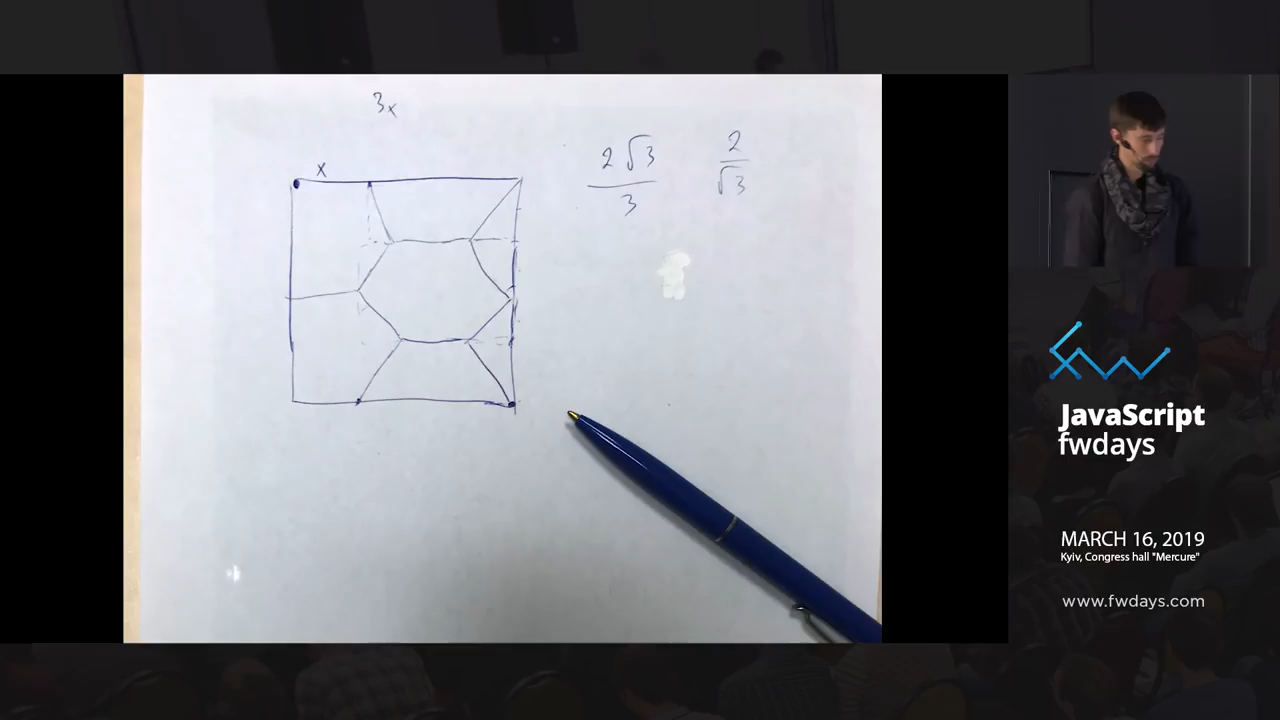 3x
x
2√3
3
2
√3
JavaScript
fwdays
MARCH 16, 2019
Kyiv, Congress hall "Mercure"
www.fwdays.com